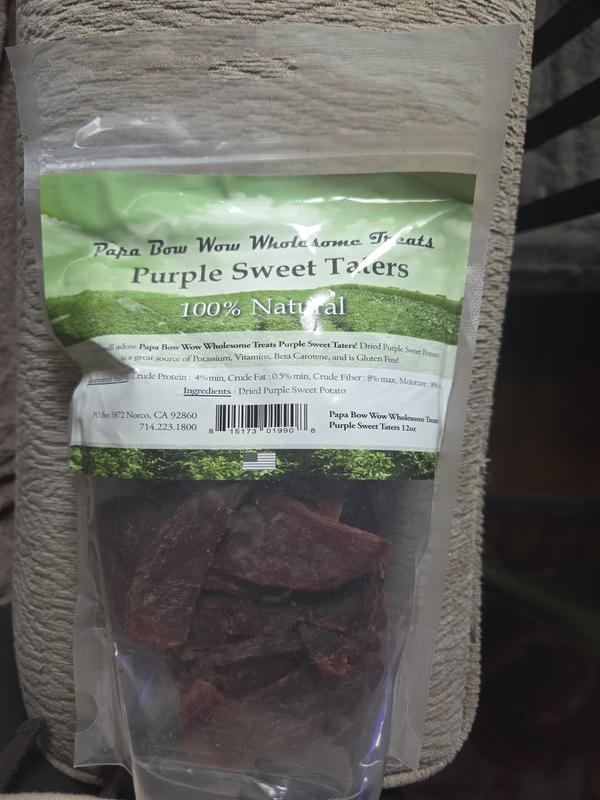 Papa Bow Wow Wholesome Treats
Purple Sweet Taters
100% Natural
adore Papa Bow Wow Wholesome Treats Purple Sweet Taters! Dried Purple Sweet Potato
is a great source of Potassium, Vitamins, Beta Carotene, and is Gluten Free!
Crude Protein : 4% min, Crude Fat : 0.5% min, Crude Fiber : 8% max, Moisture : 8%
Ingredients - Dried Purple Sweet Potato
PO Box 5872 Norco, CA 92860
714.223.1800
8 15173 01990 8
Papa Bow Wow Wholesome Treats
Purple Sweet Taters 12oz